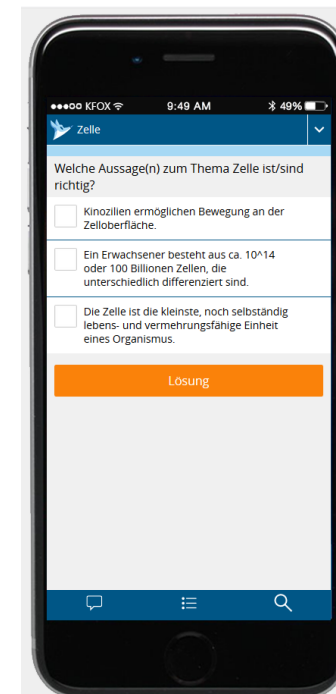 KFOX 9:49 AM 49%
Zelle
Welche Aussage(n) zum Thema Zelle ist/sind
richtig?
Kinozilien ermöglichen Bewegung an der
Zelloberfläche.
Ein Erwachsener besteht aus ca. 10^14
oder 100 Billionen Zellen, die
unterschiedlich differenziert sind.
Die Zelle ist die kleinste, noch selbständig
lebens- und vermehrungsfähige Einheit
eines Organismus.
Lösung